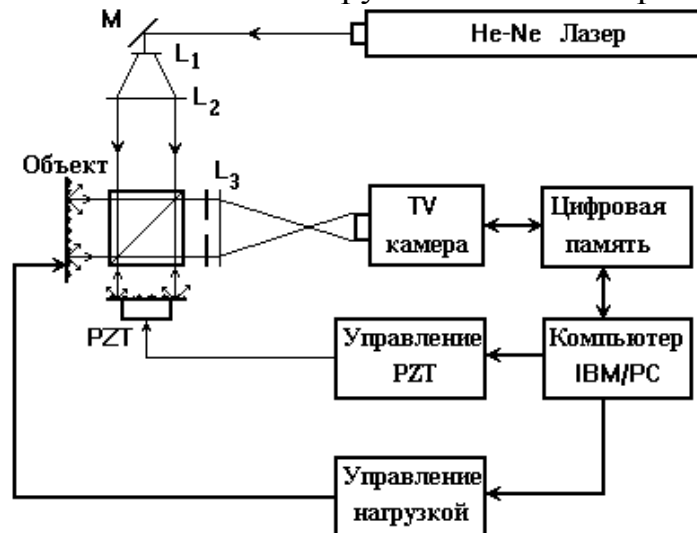 M
He-Ne Лазер
L1
L2
Объект
L3
TV
камера
Цифровая
память
PZT
Управление
PZT
Компьютер
IBM/PC
Управление
нагрузкой